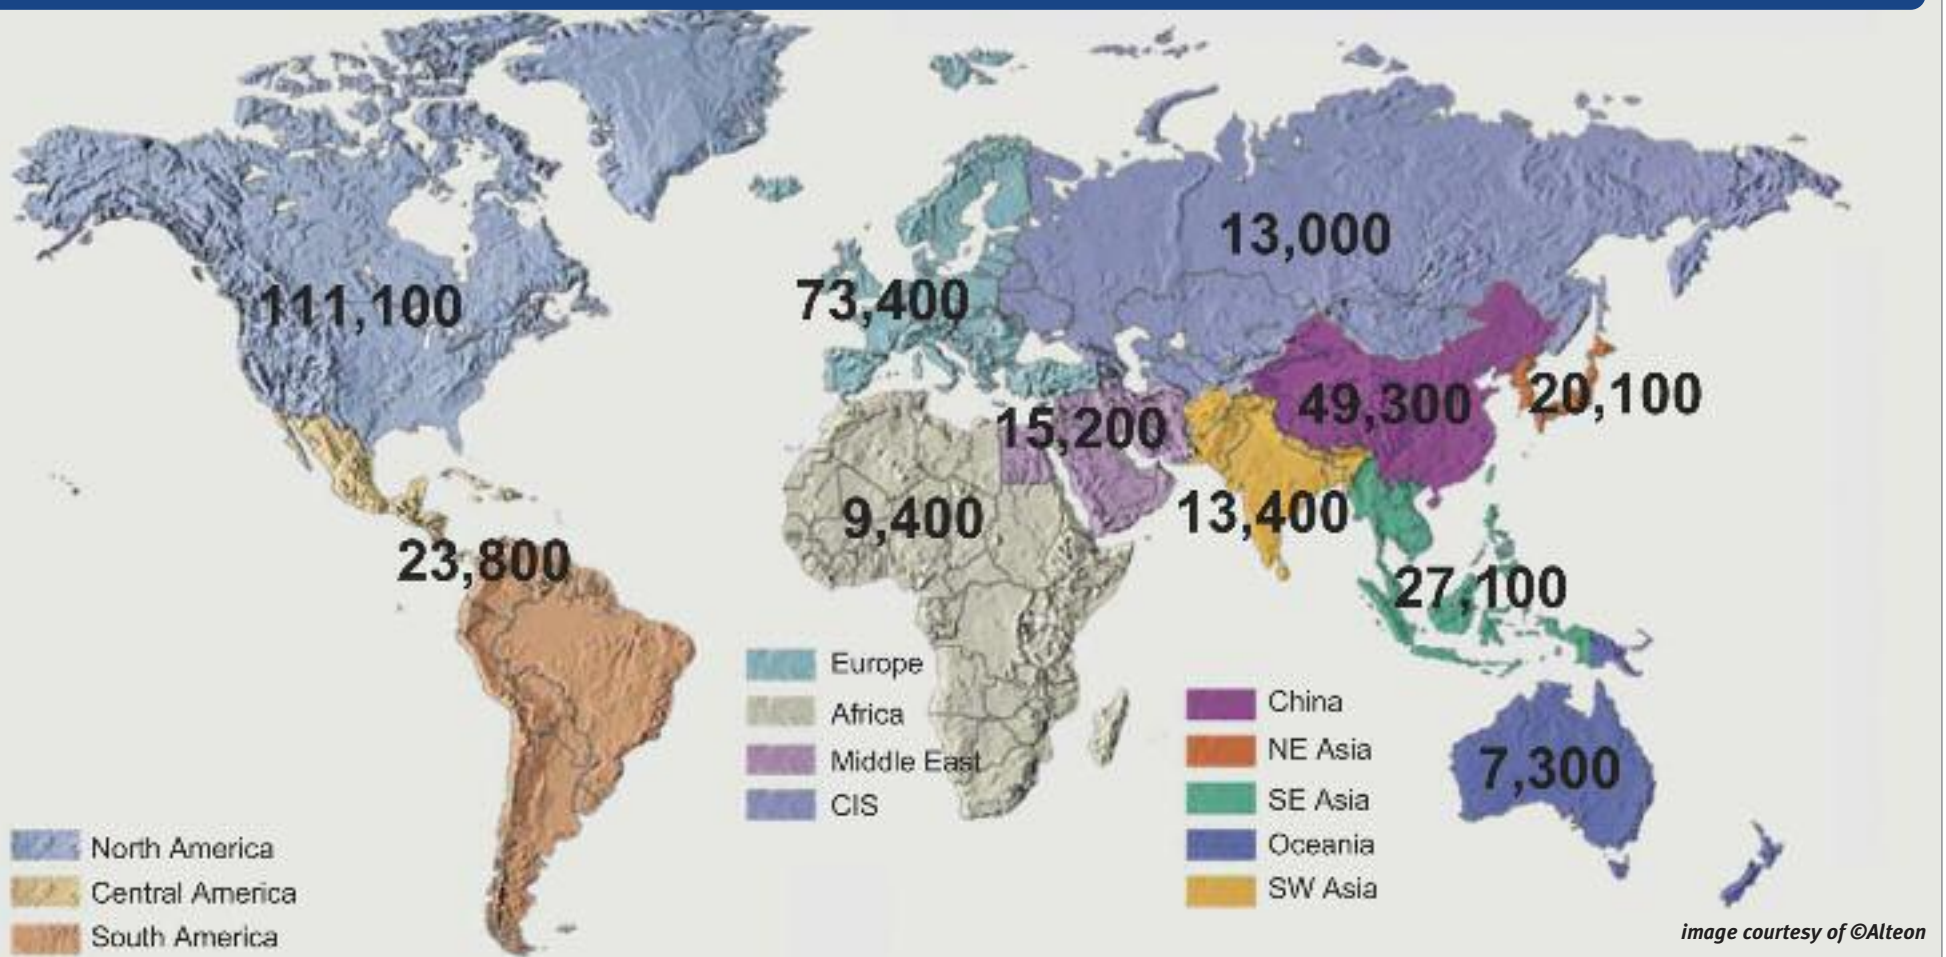 111,100
73,400
13,000
49,300
20,100
15,200
9,400
13,400
23,800
27,100
7,300
North America
Central America
South America
Europe
Africa
Middle East
CIS
China
NE Asia
SE Asia
Oceania
SW Asia
image courtesy of ©Alteon